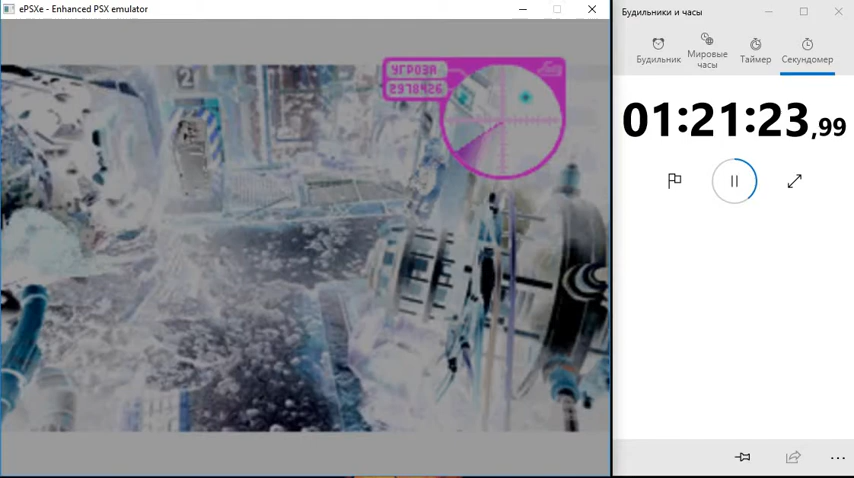 ePSXe - Enhanced PSX emulator
УГРОЗА
2978426
2
Будильники и часы
Будильник
Мировые
часы
Таймер
Секундомер
01:21:23,99